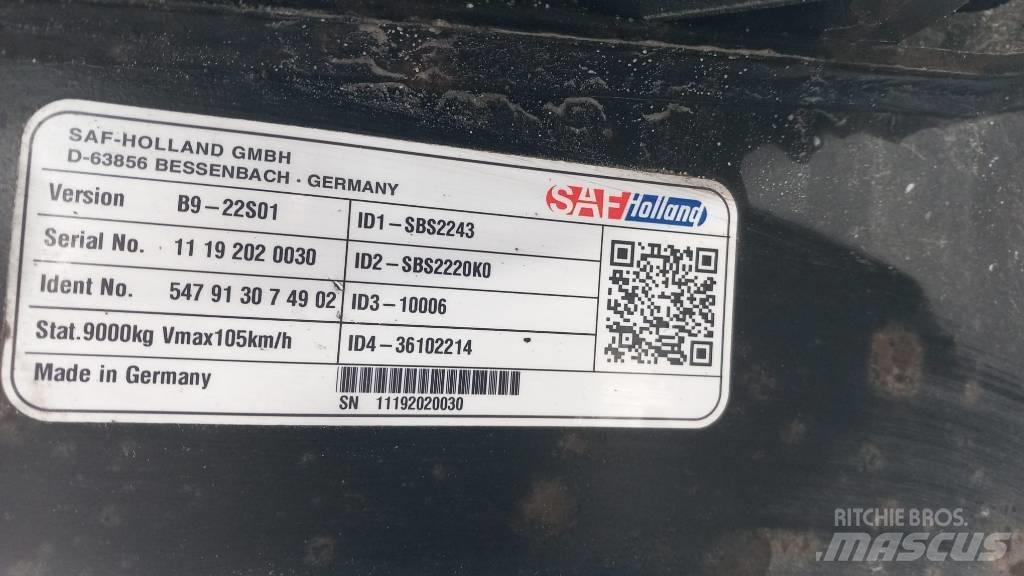 SAF-HOLLAND GMBH
D-63856 BESSENBACH · GERMANY
SAF Holland
Version B9-22S01
Serial No. 11 19 202 0030
Ident No. 547 91 30 7 49 02
Stat.9000kg Vmax105km/h
Made in Germany
ID1-SBS2243
ID2-SBS2220K0
ID3-10006
ID4-36102214
SN 11192020030
RITCHIE BROS.
MASCUS